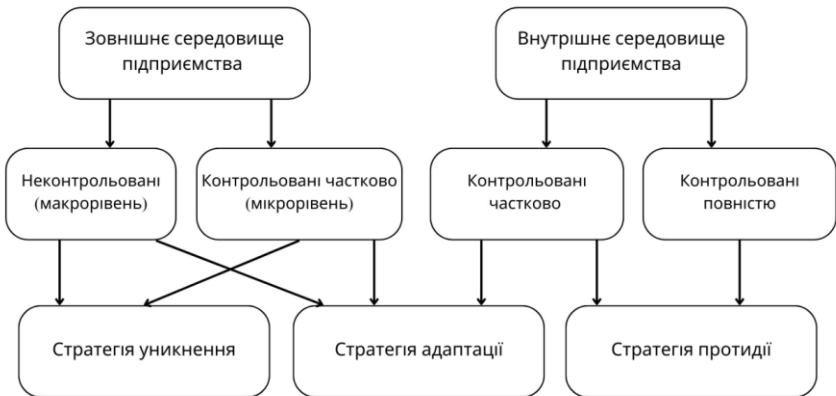 Зовнішнє середовище
підприємства
Внутрішнє середовище
підприємства
Неконтрольовані
(макрорівень)
Контрольовані частково
(мікрорівень)
Контрольовані
частково
Контрольовані
повністю
Стратегія уникнення
Стратегія адаптації
Стратегія протидії